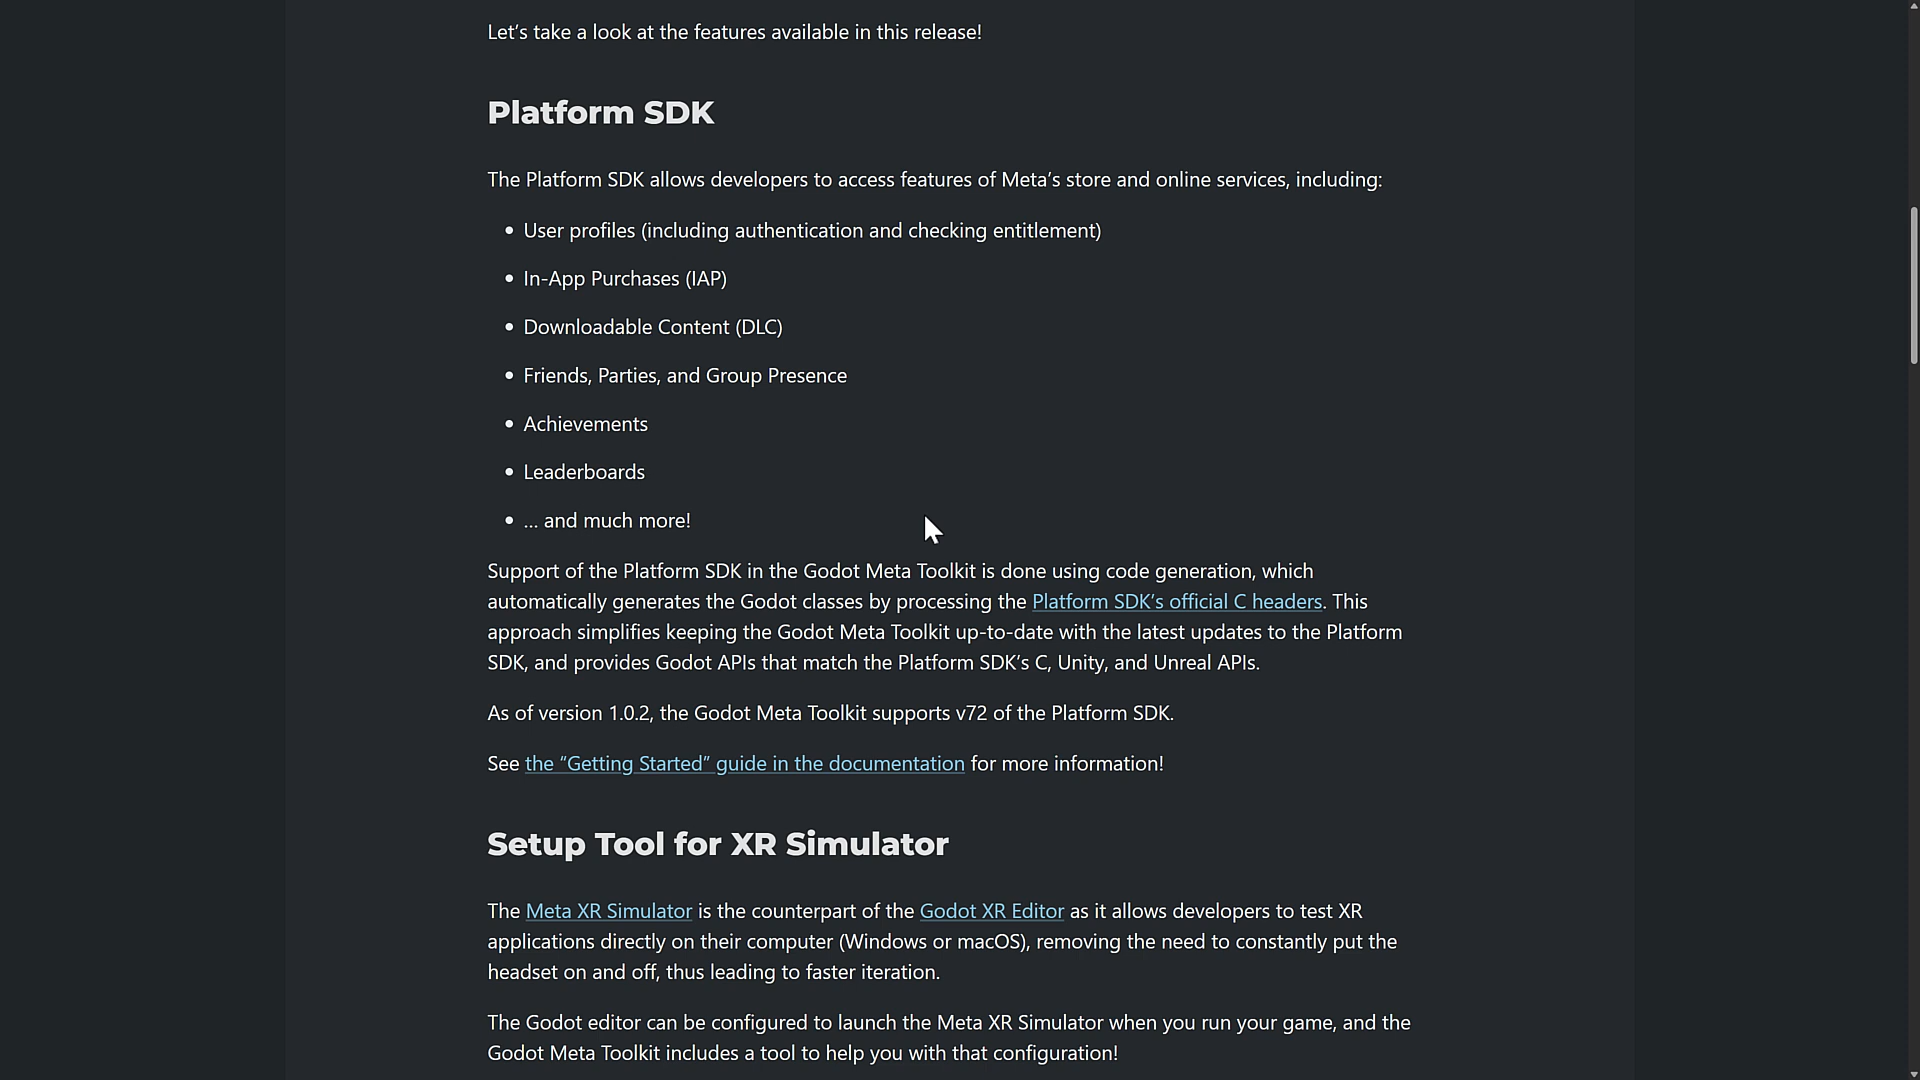 Let’s take a look at the features available in this release!
Platform SDK
The Platform SDK allows developers to access features of Meta’s store and online services, including:
• User profiles (including authentication and checking entitlement)
• In-App Purchases (IAP)
• Downloadable Content (DLC)
• Friends, Parties, and Group Presence
• Achievements
• Leaderboards
• … and much more!
Support of the Platform SDK in the Godot Meta Toolkit is done using code generation, which
automatically generates the Godot classes by processing the Platform SDK’s official C headers. This
approach simplifies keeping the Godot Meta Toolkit up-to-date with the latest updates to the Platform
SDK, and provides Godot APIs that match the Platform SDK’s C, Unity, and Unreal APIs.
As of version 1.0.2, the Godot Meta Toolkit supports v72 of the Platform SDK.
See the “Getting Started” guide in the documentation for more information!
Setup Tool for XR Simulator
The Meta XR Simulator is the counterpart of the Godot XR Editor as it allows developers to test XR
applications directly on their computer (Windows or macOS), removing the need to constantly put the
headset on and off, thus leading to faster iteration.
The Godot editor can be configured to launch the Meta XR Simulator when you run your game, and the
Godot Meta Toolkit includes a tool to help you with that configuration!